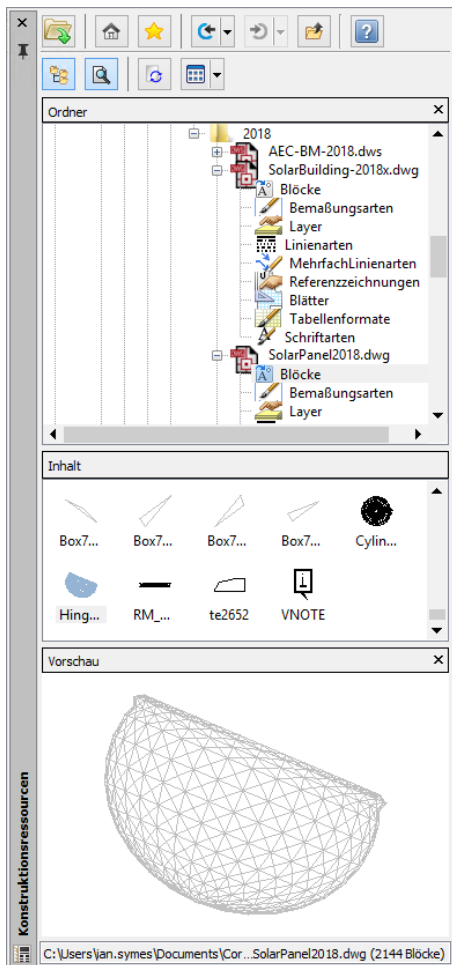 Ordner
2018
AEC-BM-2018.dws
SolarBuilding-2018x.dwg
Blöcke
Bemaßungsarten
Layer
Linienarten
MehrfachLinienarten
Referenzzeichnungen
Blätter
Tabellenformate
Schriftarten
SolarPanel2018.dwg
Blöcke
Bemaßungsarten
Layer
Inhalt
Box7... Box7... Box7... Box7... Cylin...
Hing... RM_... te2652 VNOTE
Vorschau
Konstruktionsressourcen
C:\Users\jan.symes\Documents\Cor...SolarPanel2018.dwg (2144 Blöcke)